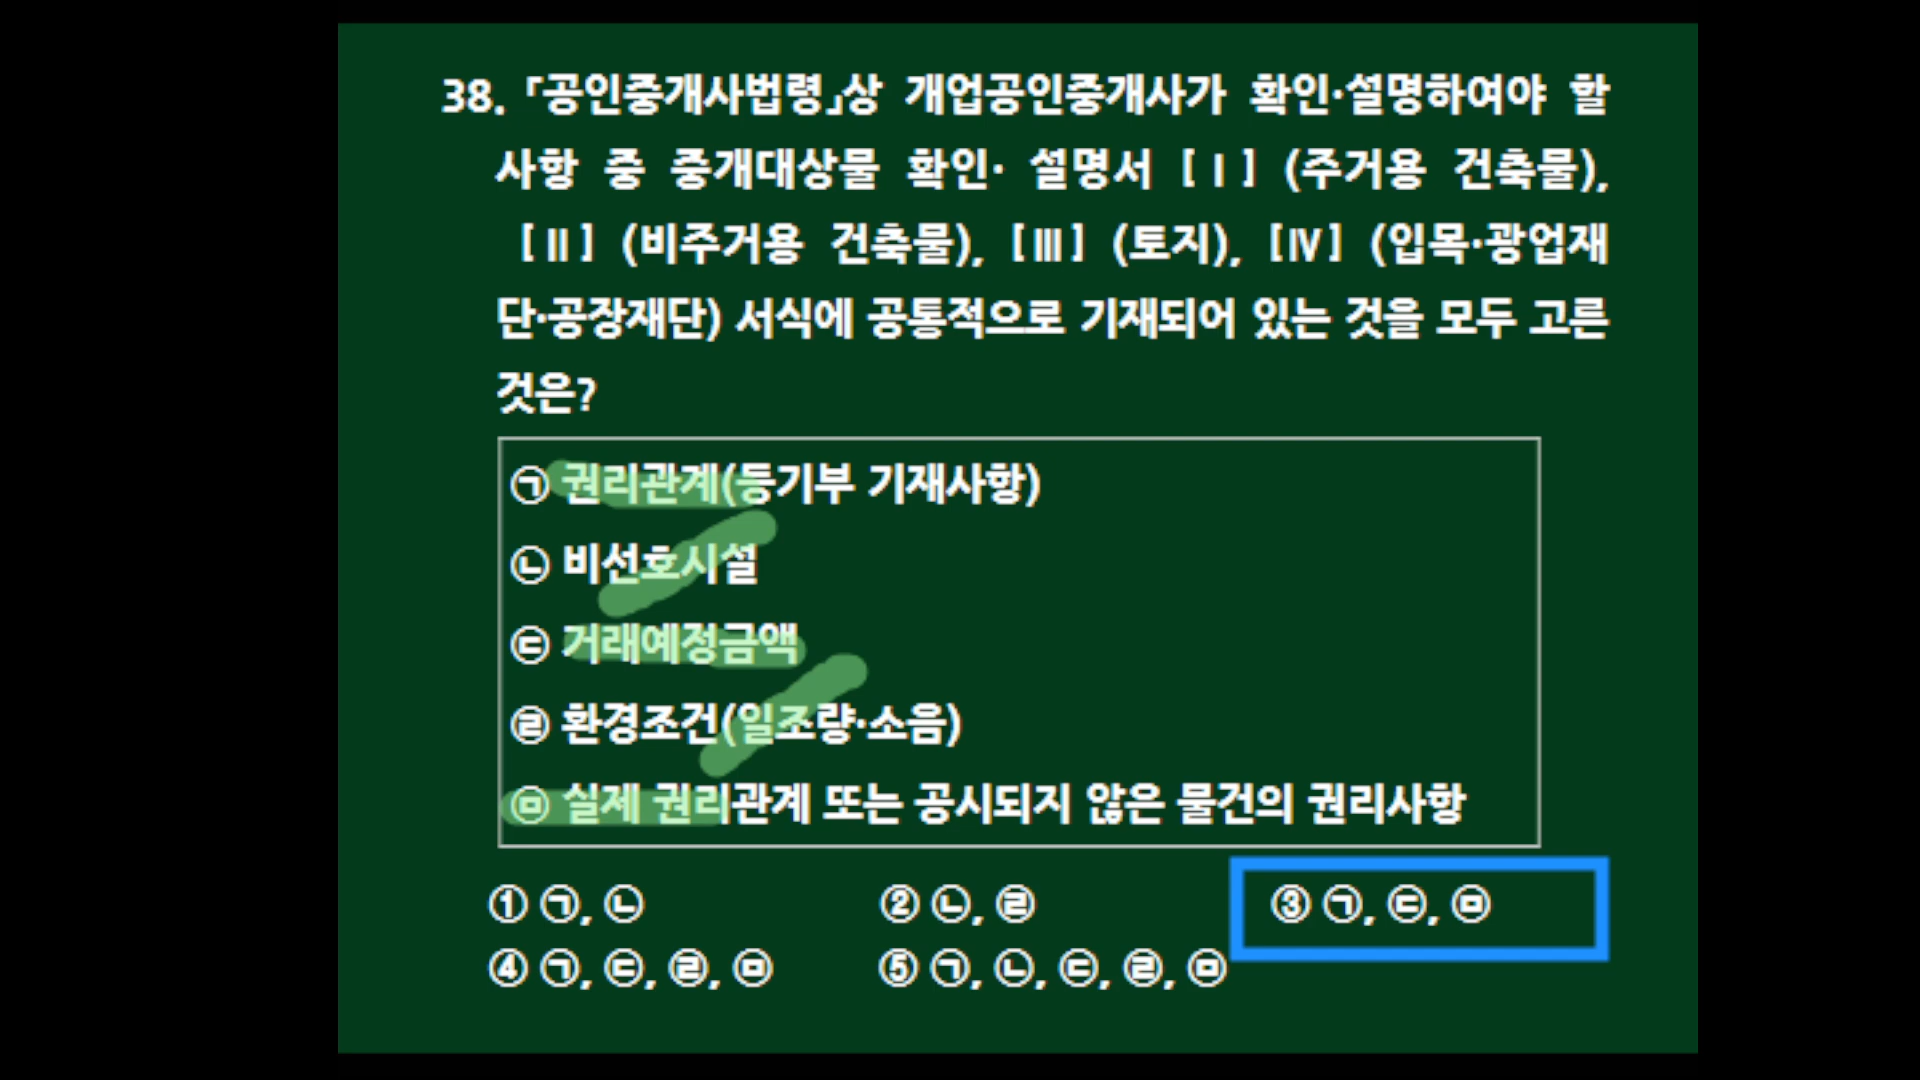 38. 「공인중개사법령」상 개업공인중개사가 확인·설명하여야 할
사항 중 중개대상물 확인· 설명서 [Ⅰ] (주거용 건축물),
[Ⅱ] (비주거용 건축물), [Ⅲ] (토지), [Ⅳ] (입목·광업재
단·공장재단) 서식에 공통적으로 기재되어 있는 것을 모두 고른
것은?
㉠ 권리관계(등기부 기재사항)
㉡ 비선호시설
㉢ 거래예정금액
㉣ 환경조건(일조량·소음)
㉤ 실제 권리관계 또는 공시되지 않은 물건의 권리사항
① ㉠, ㉡ ② ㉡, ㉣ ③ ㉠, ㉢, ㉤
④ ㉠, ㉢, ㉣, ㉤ ⑤ ㉠, ㉡, ㉢, ㉣, ㉤